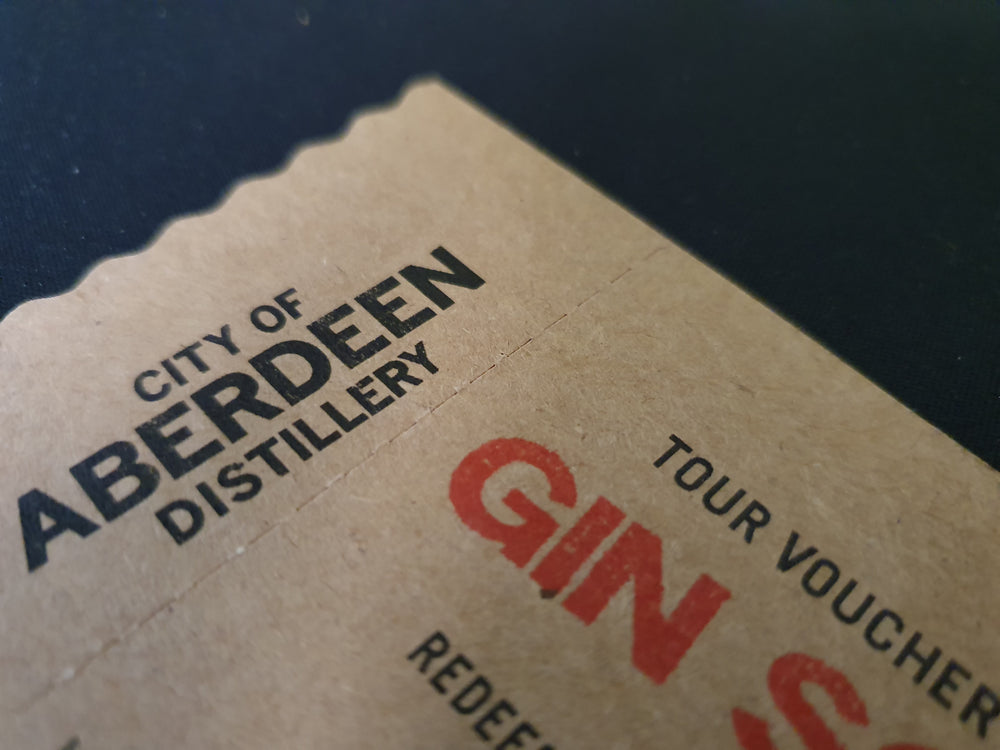 CITY OF
ABERDEEN
DISTILLERY
TOUR VOUCHER
GIN